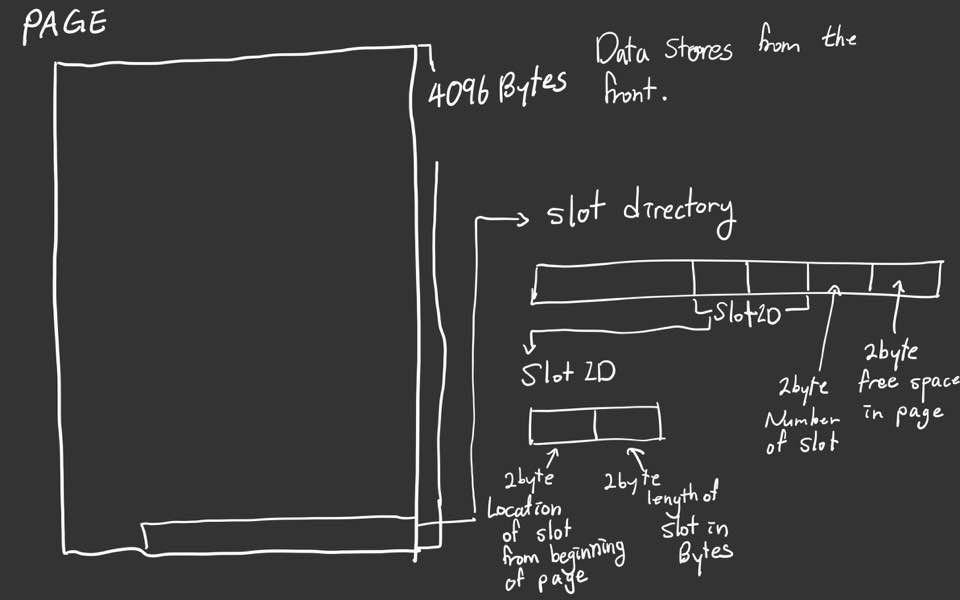 PAGE
4096 Bytes
Data stores from the
front.
slot directory
Slot ID
Slot ID
2byte
Number
of slot
2byte
free space
in page
2byte
Location
of slot
from beginning
of page
2byte
length of
slot in
Bytes